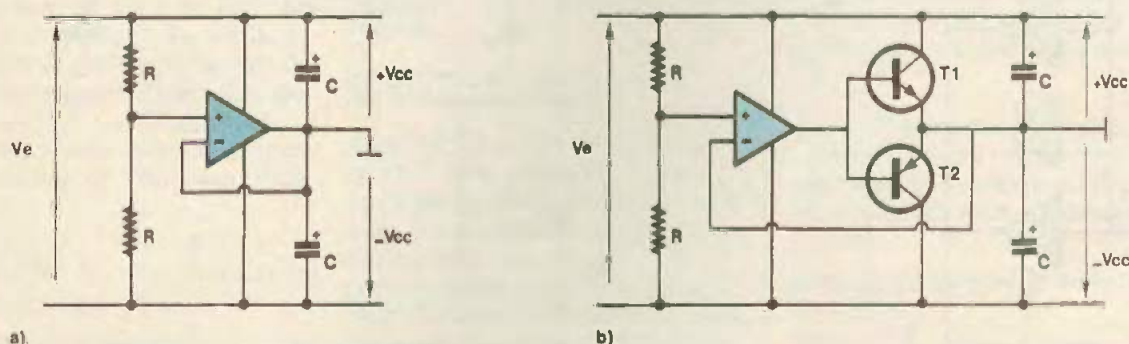 Ve
R
R
+
-
+
C
+
C
+Vcc
-Vcc
a).
Ve
R
R
+
-
T1
T2
+
C
+
C
+Vcc
-Vcc
b)